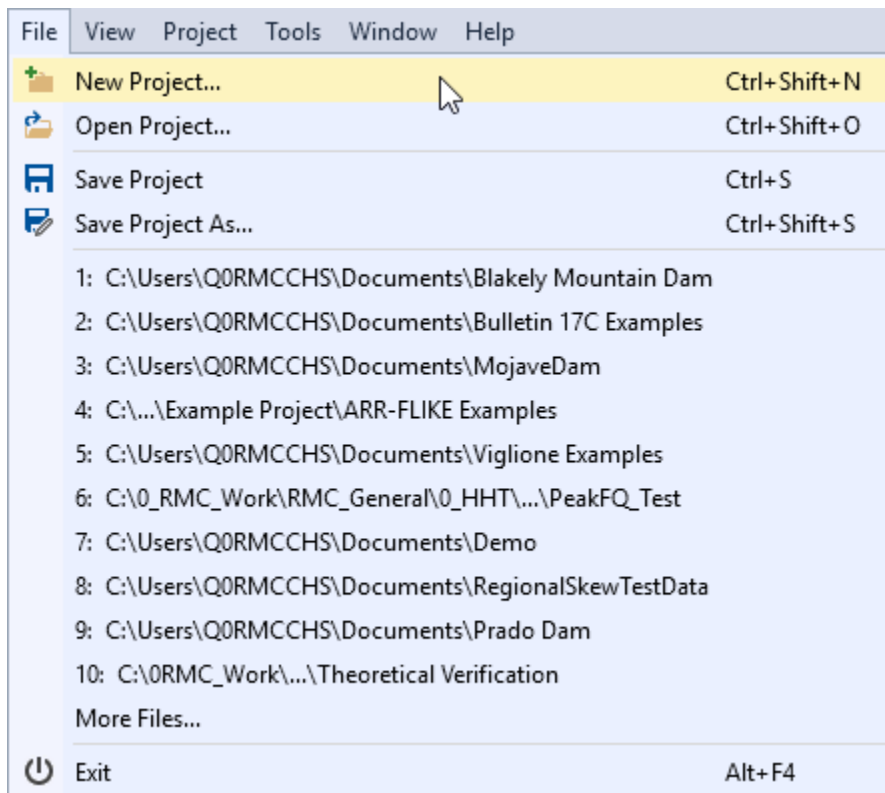 File View Project Tools Window Help
New Project... Ctrl+Shift+N
Open Project... Ctrl+Shift+O
Save Project Ctrl+S
Save Project As... Ctrl+Shift+S
1: C:\Users\Q0RMCCHS\Documents\Blakely Mountain Dam
2: C:\Users\Q0RMCCHS\Documents\Bulletin 17C Examples
3: C:\Users\Q0RMCCHS\Documents\MojaveDam
4: C:\...\Example Project\ARR-FLIKE Examples
5: C:\Users\Q0RMCCHS\Documents\Viglione Examples
6: C:\0_RMC_Work\RMC_General\0_HHT\...\PeakFQ_Test
7: C:\Users\Q0RMCCHS\Documents\Demo
8: C:\Users\Q0RMCCHS\Documents\RegionalSkewTestData
9: C:\Users\Q0RMCCHS\Documents\Prado Dam
10: C:\0RMC_Work\...\Theoretical Verification
More Files...
Exit Alt+F4